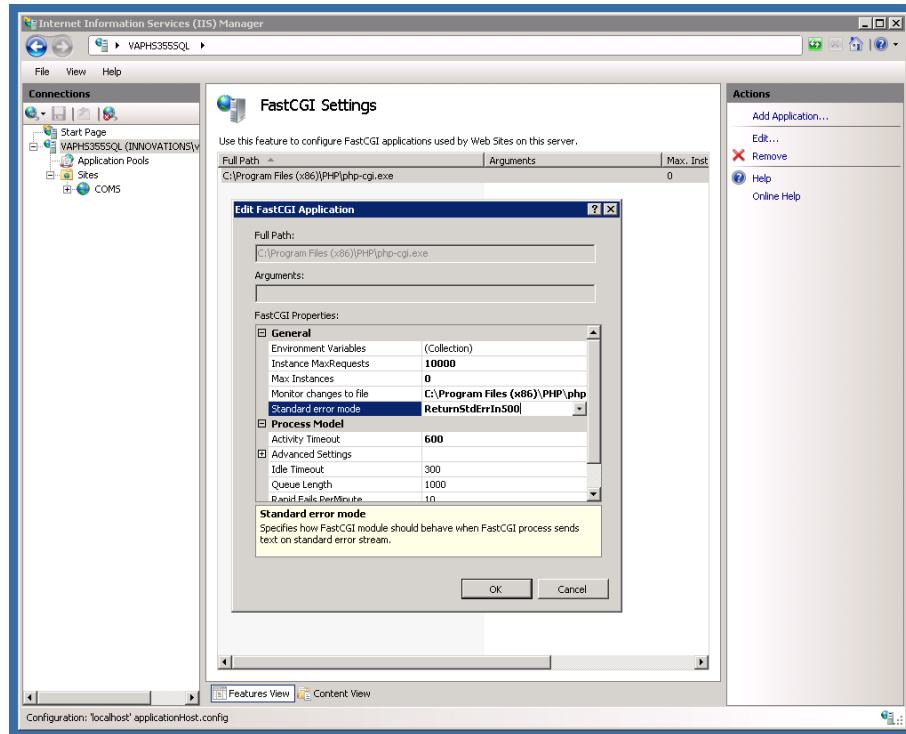 Internet Information Services (IIS) Manager
VAPHS3555QL
File View Help
Connections
Start Page
VAPHS3555QL (INNOVATIONS\v
Application Pools
Sites
COMS
FastCGI Settings
Use this feature to configure FastCGI applications used by Web Sites on this server.
Full Path Arguments Max. Inst
C:\Program Files (x86)\PHP\php-cgi.exe 0
Edit FastCGI Application
Full Path:
C:\Program Files (x86)\PHP\php-cgi.exe
Arguments:
FastCGI Properties:
General
Environment Variables (Collection)
Instance MaxRequests 10000
Max Instances 0
Monitor changes to file C:\Program Files (x86)\PHP\php
Standard error mode ReturnStdErrIn500
Process Model
Activity Timeout 600
Advanced Settings
Idle Timeout 300
Queue Length 1000
Rapid Fails PerMinute 10
Standard error mode
Specifies how FastCGI module should behave when FastCGI process sends
text on standard error stream.
OK Cancel
Actions
Add Application...
Edit...
Remove
Help
Online Help
Features View Content View
Configuration: 'localhost' applicationHost.config